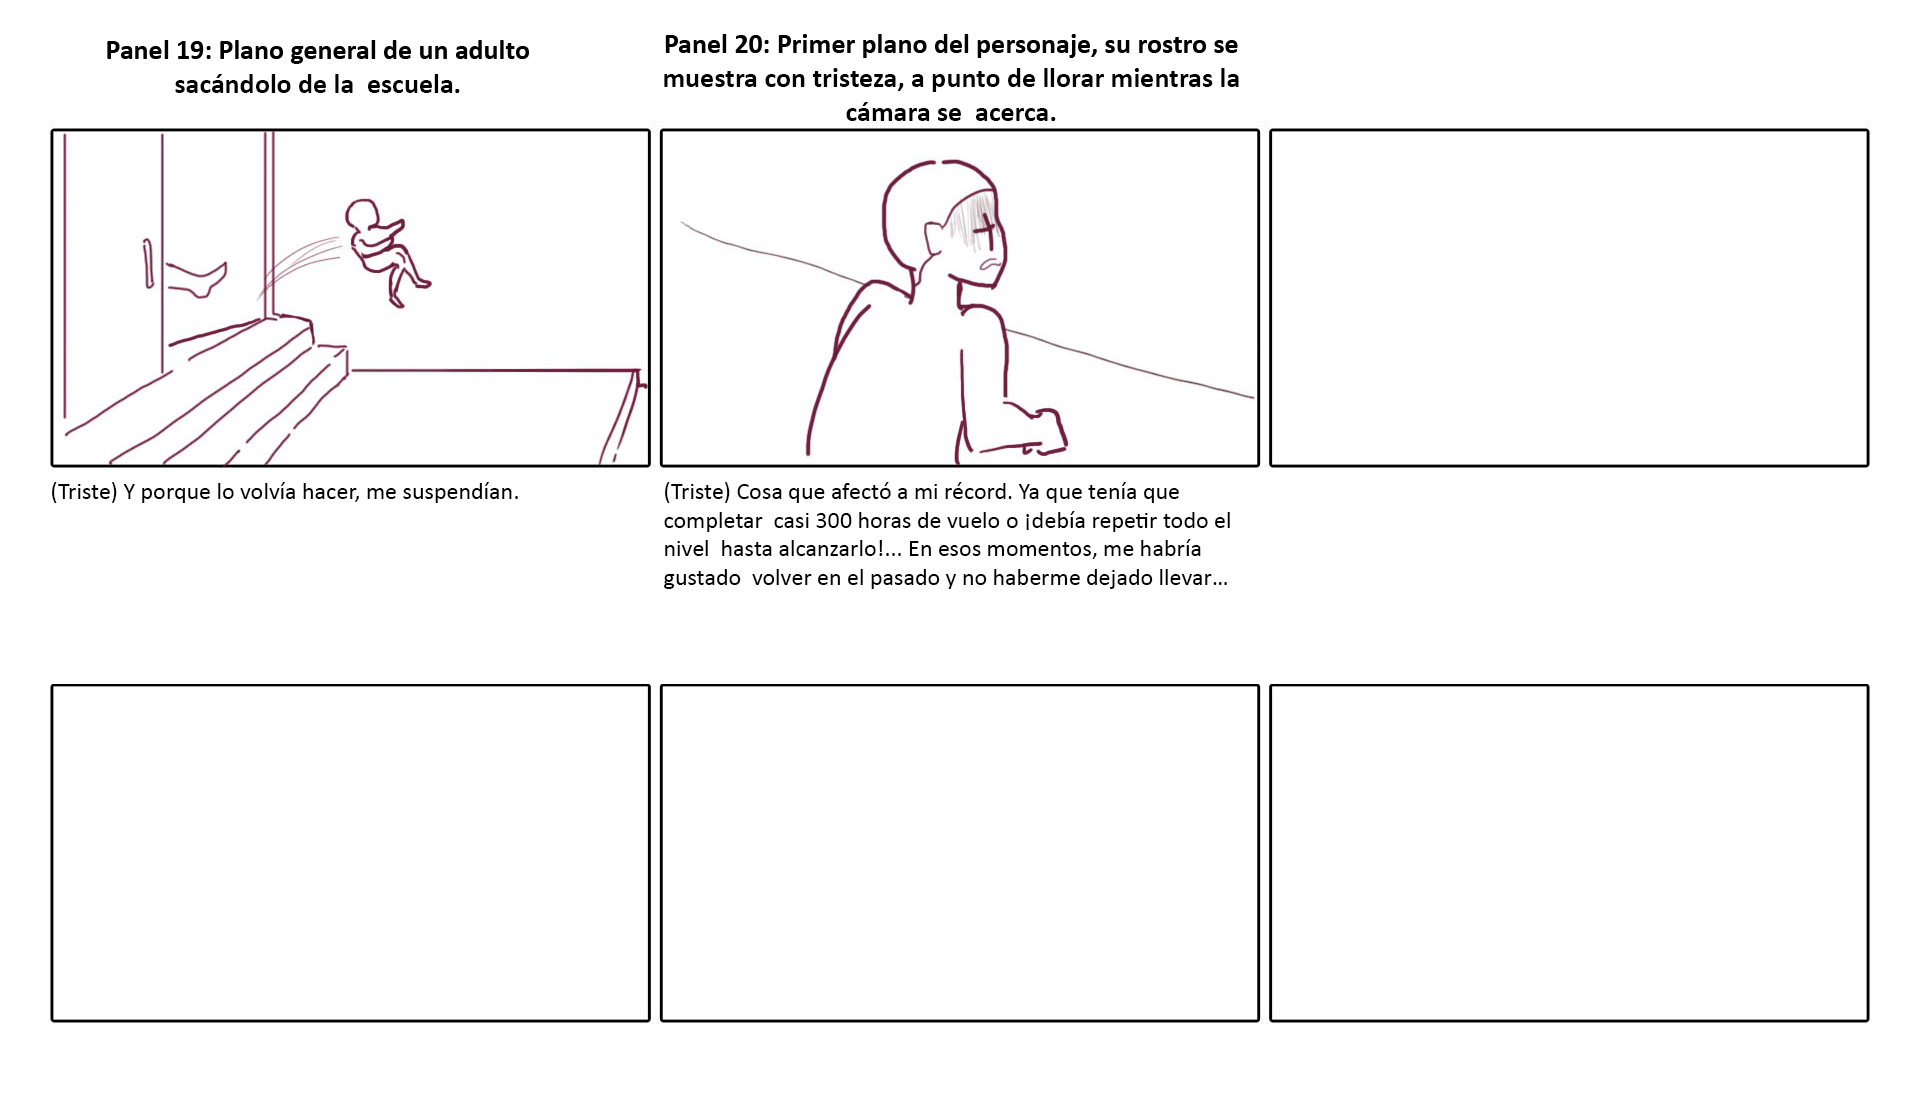 Panel 19: Plano general de un adulto
sacándolo de la  escuela.
Panel 20: Primer plano del personaje, su rostro se
muestra con tristeza, a punto de llorar mientras la
cámara se  acerca.
(Triste) Y porque lo volvía hacer, me suspendían.
(Triste) Cosa que afectó a mi récord. Ya que tenía que
completar  casi 300 horas de vuelo o ¡debía repetir todo el
nivel  hasta alcanzarlo!... En esos momentos, me habría
gustado  volver en el pasado y no haberme dejado llevar...